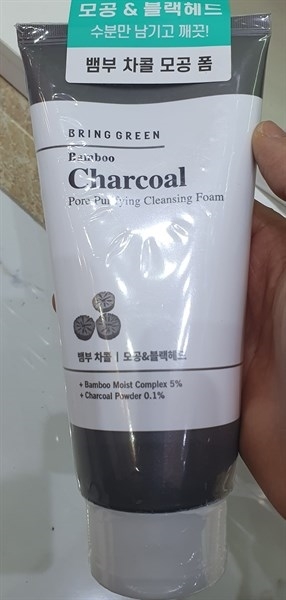 모공 & 블랙헤드
수분만 남기고 깨끗!
뱀부 차콜 모공 폼
BRING GREEN
Bamboo
Charcoal
Pore Purifying Cleansing Foam
뱀부 차콜 | 모공&블랙헤드
+ Bamboo Moist Complex 5%
+ Charcoal Powder 0.1%